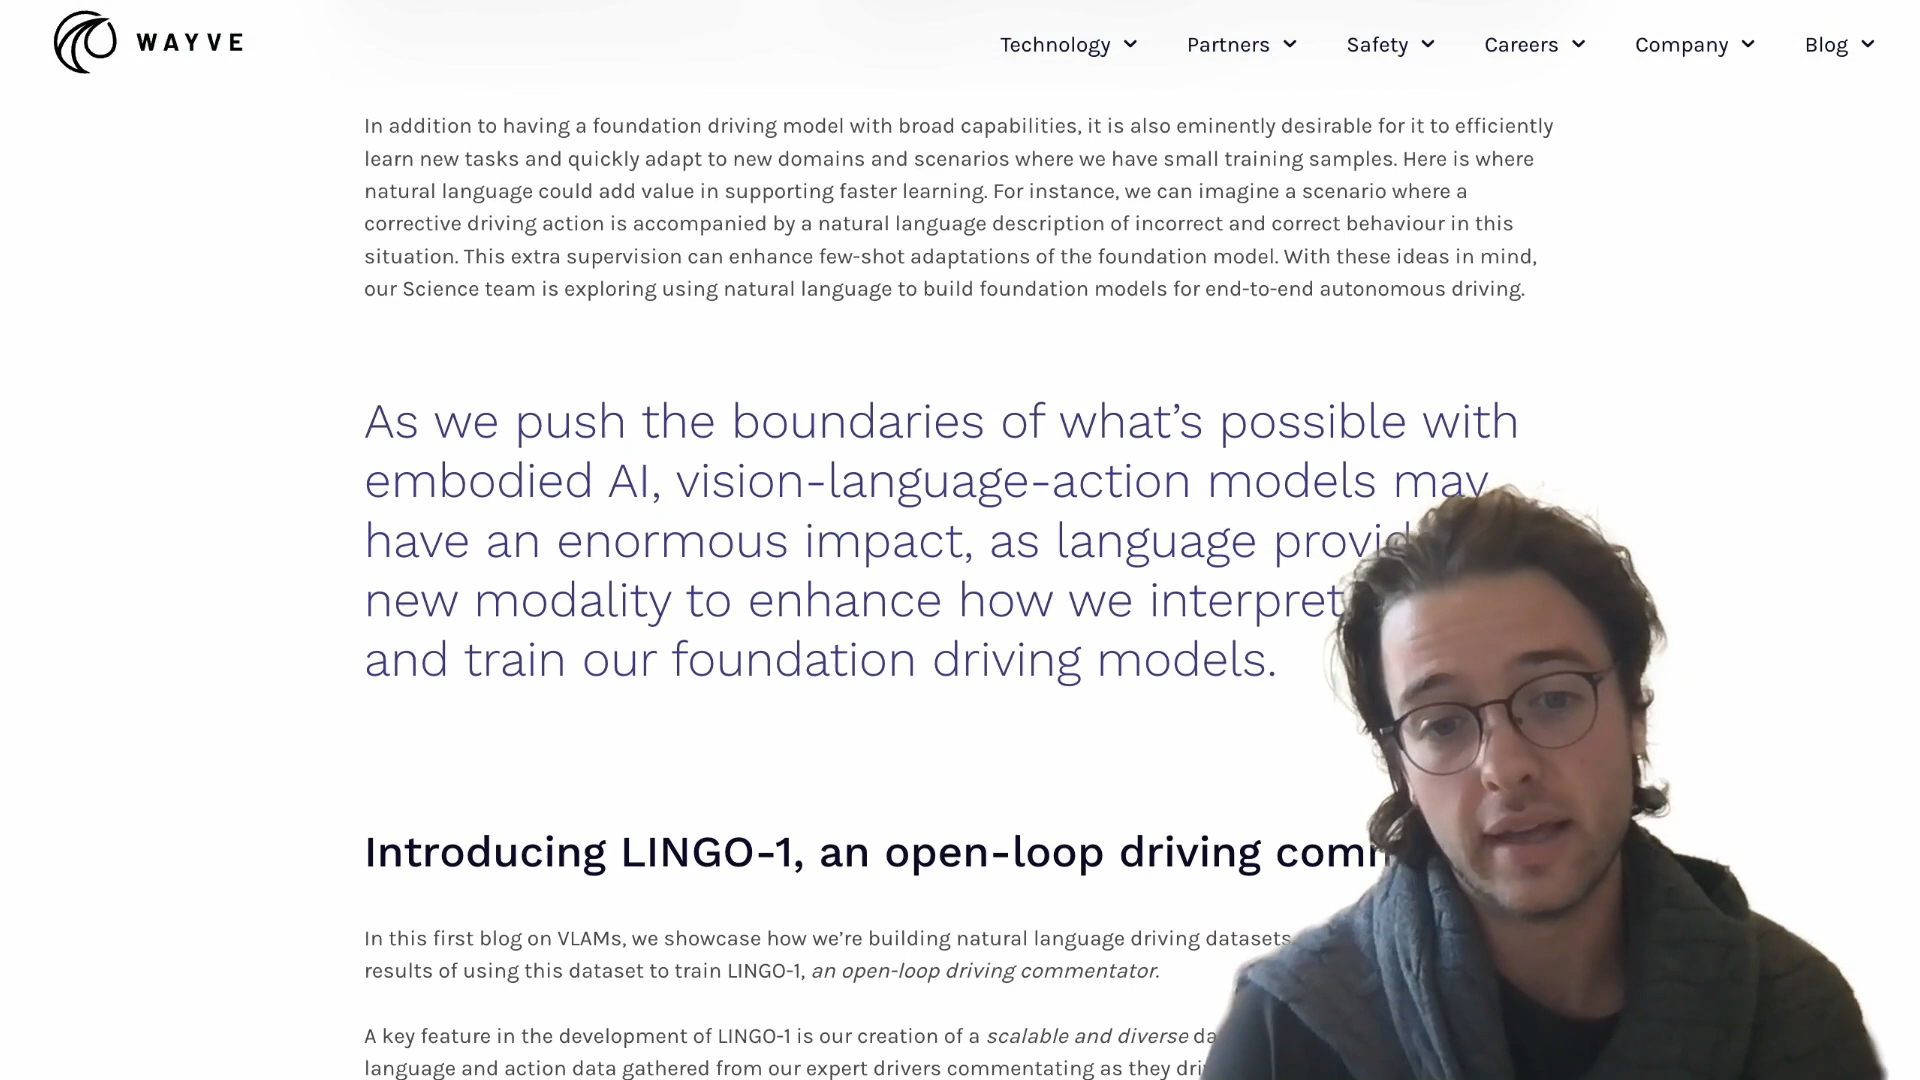 WAYVE
Technology Partners Safety Careers Company Blog
In addition to having a foundation driving model with broad capabilities, it is also eminently desirable for it to efficiently
learn new tasks and quickly adapt to new domains and scenarios where we have small training samples. Here is where
natural language could add value in supporting faster learning. For instance, we can imagine a scenario where a
corrective driving action is accompanied by a natural language description of incorrect and correct behaviour in this
situation. This extra supervision can enhance few-shot adaptations of the foundation model. With these ideas in mind,
our Science team is exploring using natural language to build foundation models for end-to-end autonomous driving.
As we push the boundaries of what's possible with
embodied AI, vision-language-action models may
have an enormous impact, as language
new modality to enhance how we interpret
and train our foundation driving models.
Introducing LINGO-1, an open-loop driving
In this first blog on VLAMs, we showcase how we're building natural language driving datasets
results of using this dataset to train LINGO-1, an open-loop driving commentator.
A key feature in the development of LINGO-1 is our creation of a scalable and diverse
language and action data gathered from our expert drivers commentating as they